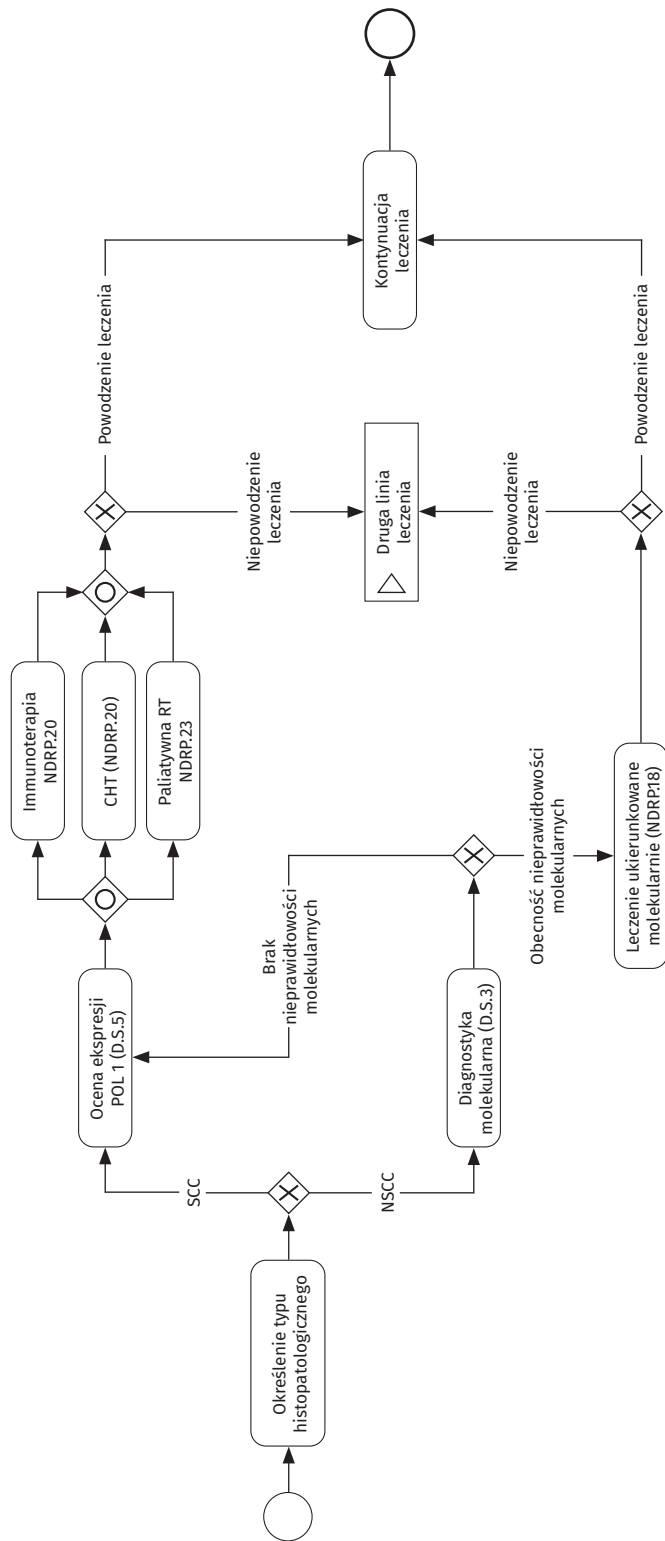 Określenie typu
histopatologicznego
SCC
NSCC
Ocena ekspresji
POL 1 (D.S.5)
Diagnostyka
molekularna (D.S.3)
Brak
nieprawidłowości
molekularnych
Obecność nieprawidłowości
molekularnych
Immunoterapia
NDRP.20
CHT (NDRP.20)
Paliatywna RT
NDRP.23
Leczenie ukierunkowane
molekularnie (NDRP.18)
Powodzenie leczenia
Niepowodzenie
leczenia
Druga linia
leczenia
Niepowodzenie
leczenia
Powodzenie leczenia
Kontynuacja
leczenia